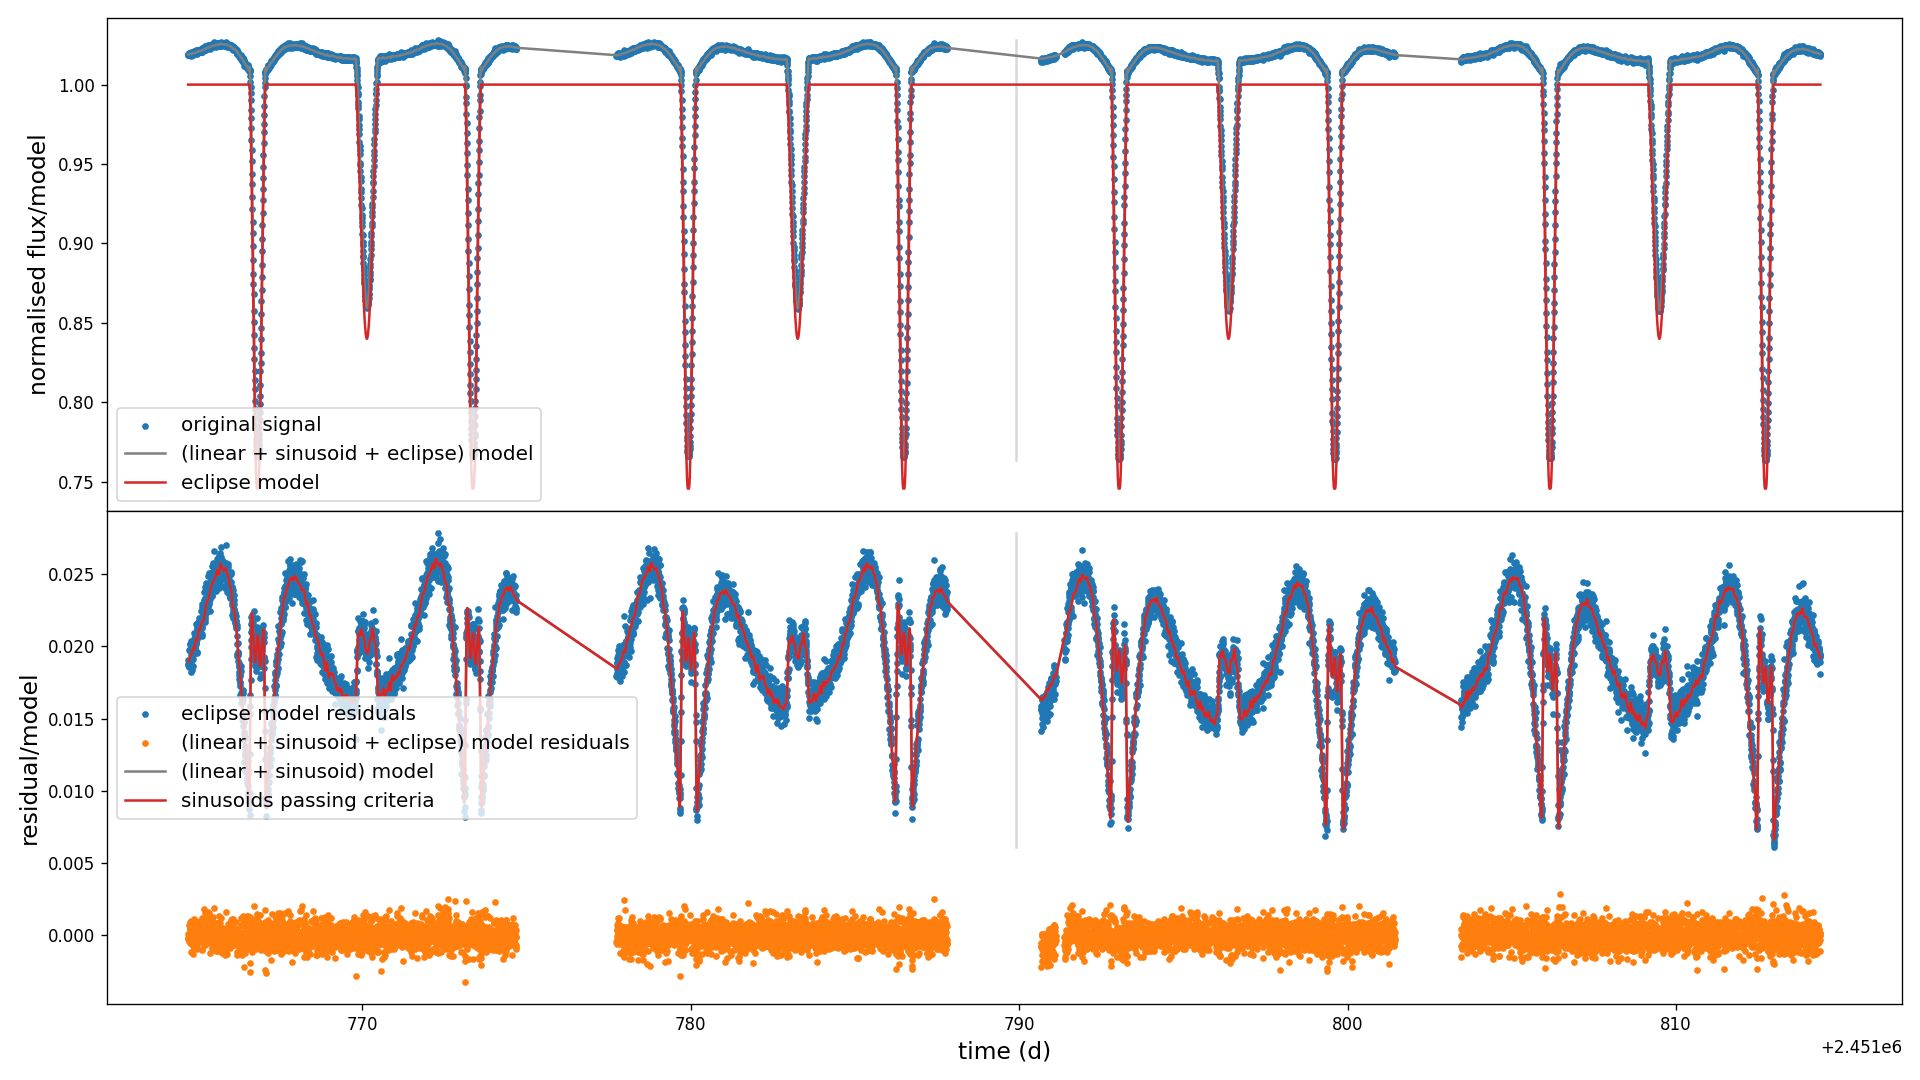 normalised flux/model
1.00
0.95
0.90
0.85
0.80
0.75
original signal
(linear + sinusoid + eclipse) model
eclipse model
residual/model
0.025
0.020
0.015
0.010
0.005
0.000
eclipse model residuals
(linear + sinusoid + eclipse) model residuals
(linear + sinusoid) model
sinusoids passing criteria
770
780
790
800
810
time (d)
+2.451e6